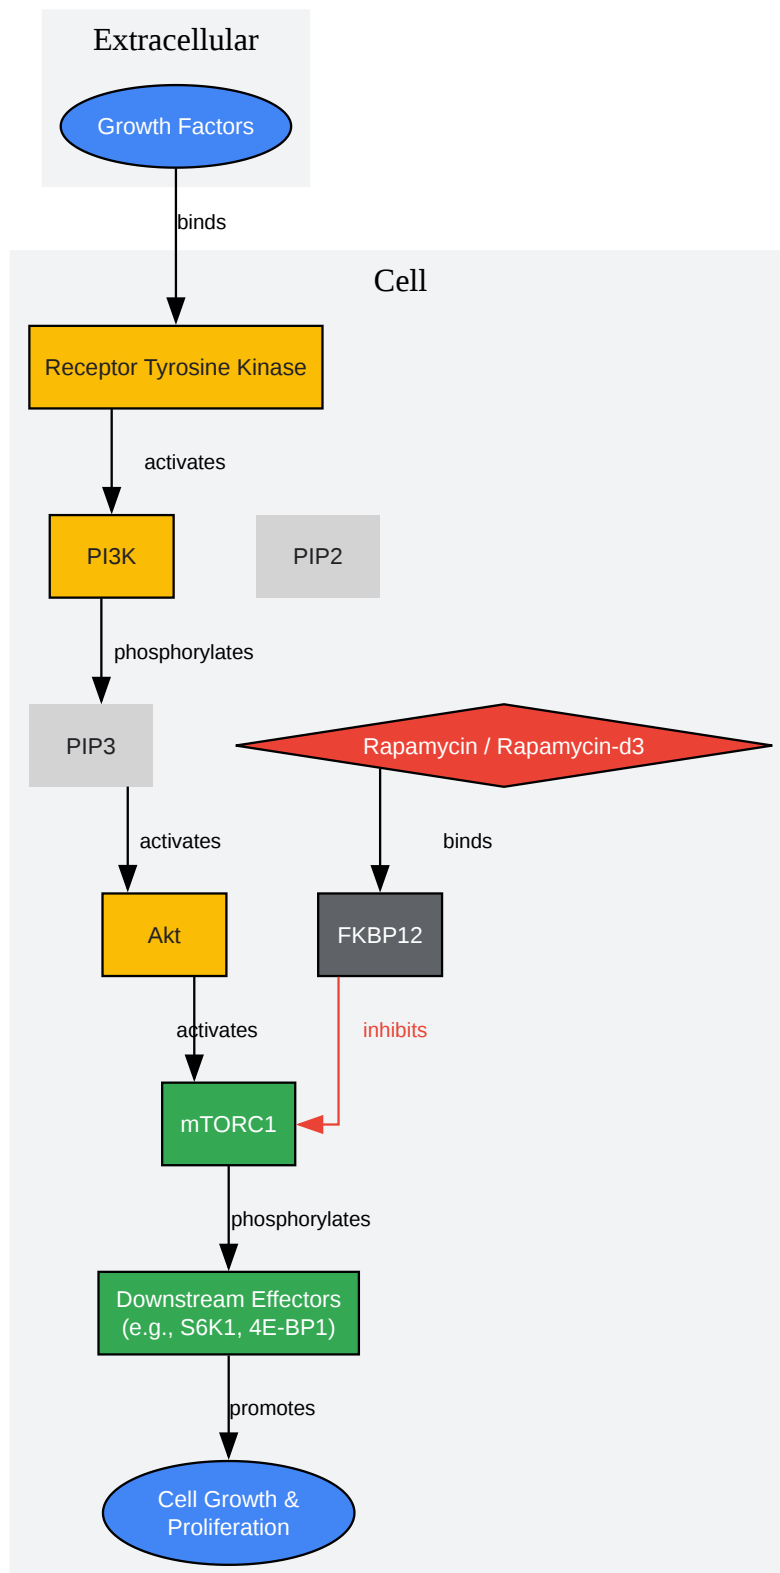 Extracellular
Growth Factors
binds
Cell
Receptor Tyrosine Kinase
activates
PI3K
PIP2
phosphorylates
PIP3
Rapamycin / Rapamycin-d3
activates
binds
Akt
FKBP12
activates
inhibits
mTORC1
phosphorylates
Downstream Effectors
(e.g., S6K1, 4E-BP1)
promotes
Cell Growth &
Proliferation